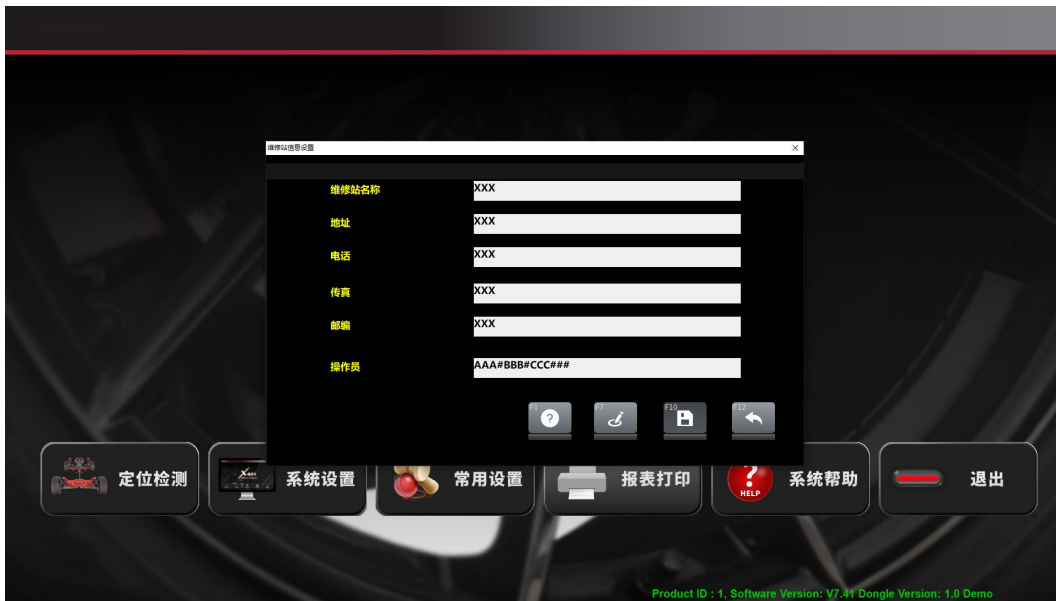 维修站信息设置
维修站名称 XXX
地址 XXX
电话 XXX
传真 XXX
邮编 XXX
操作员 AAA#BBB#CCC###
F1 F7 F10 F12
定位检测 系统设置 常用设置 报表打印 HELP 系统帮助 退出
Product ID : 1, Software Version: V7.41 Dongle Version: 1.0 Demo